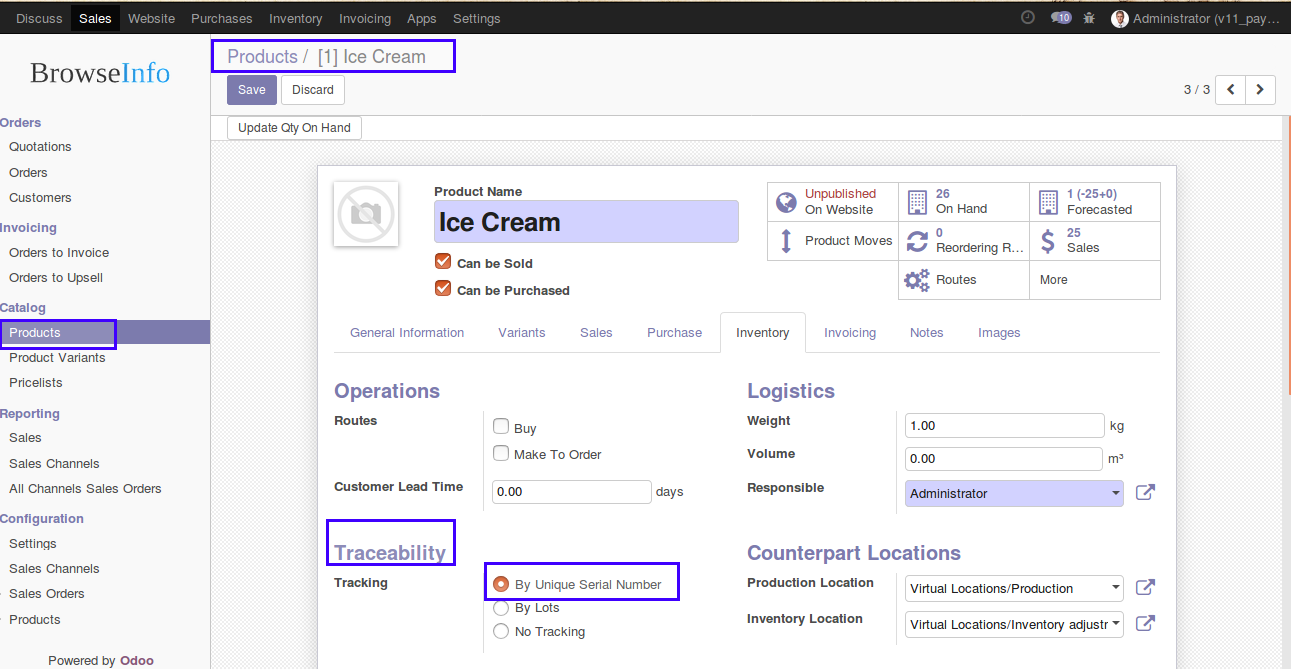 Discuss Sales Website Purchases Inventory Invoicing Apps Settings 10 Administrator (v11_pay…
BrowseInfo
Products / [1] Ice Cream
Save Discard
3 / 3
Update Qty On Hand
Orders
Quotations
Orders
Customers
Invoicing
Orders to Invoice
Orders to Upsell
Catalog
Products
Product Variants
Pricelists
Reporting
Sales
Sales Channels
All Channels Sales Orders
Configuration
Settings
Sales Channels
Sales Orders
Products
Powered by Odoo
Product Name
Ice Cream
Can be Sold
Can be Purchased
Unpublished
On Website
26
On Hand
1 (-25+0)
Forecasted
Product Moves
0
Reordering R…
25
Sales
Routes
More
General Information Variants Sales Purchase Inventory Invoicing Notes Images
Operations
Routes
Buy
Make To Order
Customer Lead Time 0.00 days
Logistics
Weight 1.00 kg
Volume 0.00 m³
Responsible Administrator
Traceability
Tracking
By Unique Serial Number
By Lots
No Tracking
Counterpart Locations
Production Location Virtual Locations/Production
Inventory Location Virtual Locations/Inventory adjustr